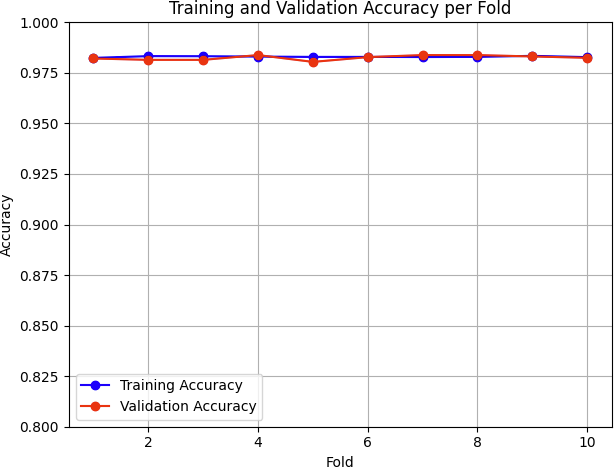 Training and Validation Accuracy per Fold
1.000
0.975
0.950
0.925
0.900
0.875
0.850
0.825
0.800
Accuracy
Training Accuracy
Validation Accuracy
2 4 6 8 10
Fold